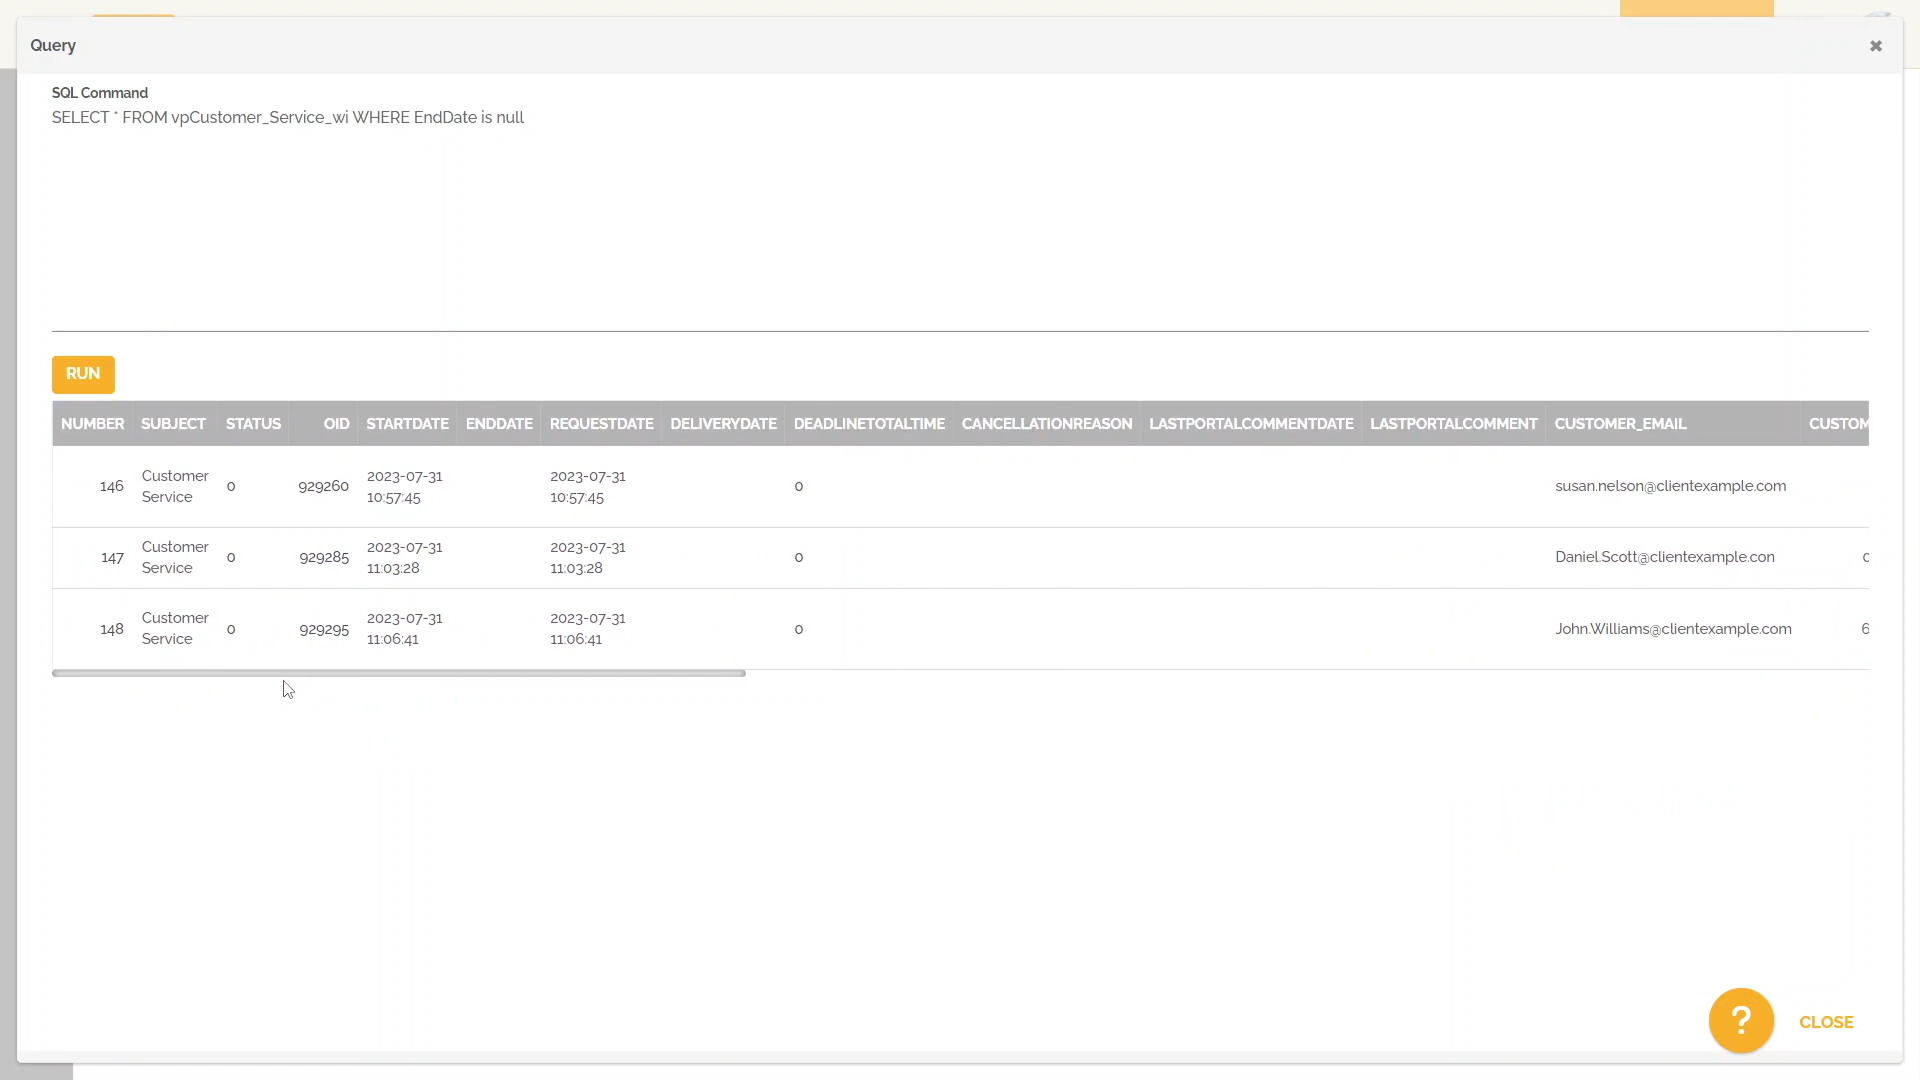 Query
SQL Command
SELECT * FROM vpCustomer_Service_wi WHERE EndDate is null
RUN
NUMBER SUBJECT STATUS OID STARTDATE ENDDATE REQUESTDATE DELIVERYDATE DEADLINETOTALTIME CANCELLATIONREASON LASTPORTALCOMMENTDATE LASTPORTALCOMMENT CUSTOMER_EMAIL CUSTOM
146 Customer Service 0 929260 2023-07-31 10:57:45 2023-07-31 10:57:45 0 susan.nelson@clientexample.com
147 Customer Service 0 929285 2023-07-31 11:03:28 2023-07-31 11:03:28 0 Daniel.Scott@clientexample.con
148 Customer Service 0 929295 2023-07-31 11:06:41 2023-07-31 11:06:41 0 John.Williams@clientexample.com 6
?
CLOSE